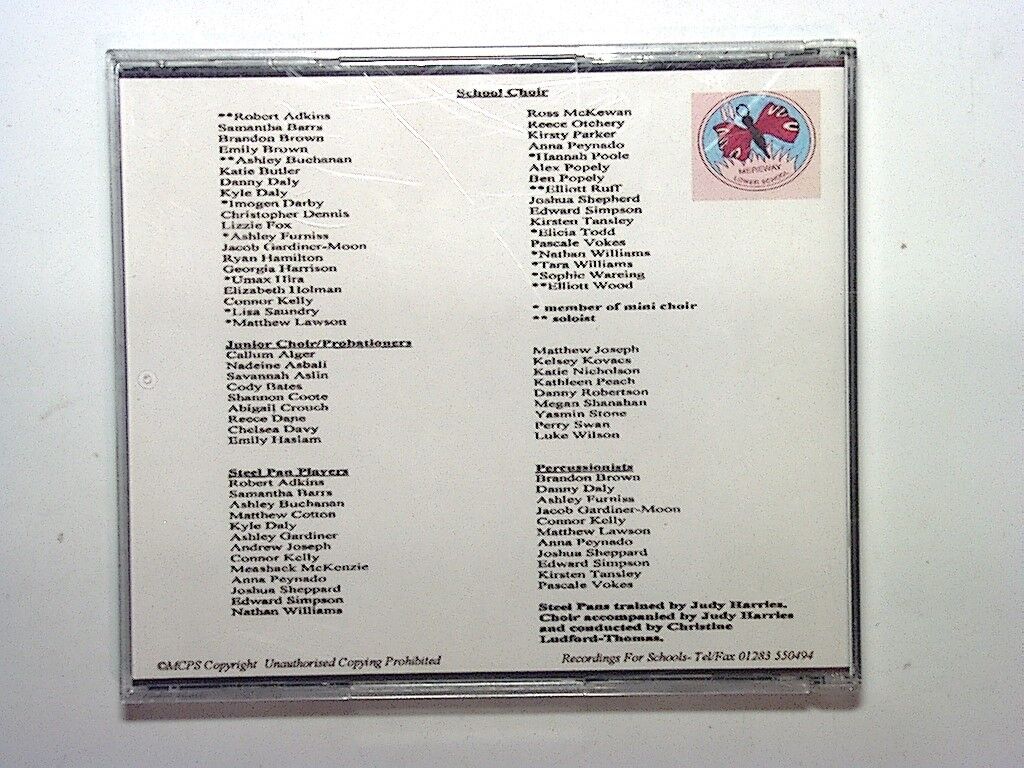 School Choir
**Robert Adkins
Samantha Barrs
Brandon Brown
Emily Brown
**Ashley Buchanan
Katie Butler
Danny Daly
Kyle Daly
*Imogen Darby
Christopher Dennis
Lizzie Fox
*Ashley Furniss
Jacob Gardiner-Moon
Ryan Hamilton
Georgia Harrison
*Umax Hira
Elizabeth Holman
Connor Kelly
*Lisa Saundry
*Matthew Lawson
Ross McKewan
Reece Otchery
Kirsty Parker
Anna Peynado
*Hannah Poole
Alex Popely
Ben Popely
**Elliott Ruff
Joshua Shepherd
Edward Simpson
Kirsten Tansley
*Elicia Todd
Pascale Vokes
*Nathan Williams
*Tara Williams
*Sophie Wareing
**Elliott Wood
* member of mini choir
** soloist
MEREWAY
LOWER SCHOOL
Junior Choir/Probationers
Callum Alger
Nadeine Asbali
Savannah Aslin
Cody Bates
Shannon Coote
Abigail Crouch
Reece Dane
Chelsea Davy
Emily Haslam
Matthew Joseph
Kelsey Kovacs
Katie Nicholson
Kathleen Peach
Danny Robertson
Megan Shanahan
Yasmin Stone
Perry Swan
Luke Wilson
Steel Pan Players
Robert Adkins
Samantha Barrs
Ashley Buchanan
Matthew Cotton
Kyle Daly
Ashley Gardiner
Andrew Joseph
Connor Kelly
Meashack McKenzie
Anna Peynado
Joshua Sheppard
Edward Simpson
Nathan Williams
Percussionists
Brandon Brown
Danny Daly
Ashley Furniss
Jacob Gardiner-Moon
Connor Kelly
Matthew Lawson
Anna Peynado
Joshua Sheppard
Edward Simpson
Kirsten Tansley
Pascale Vokes
Steel Pans trained by Judy Harries.
Choir accompanied by Judy Harries
and conducted by Christine
Ludford-Thomas.
©MCPS Copyright Unauthorised Copying Prohibited
Recordings For Schools- Tel/Fax 01283 550494